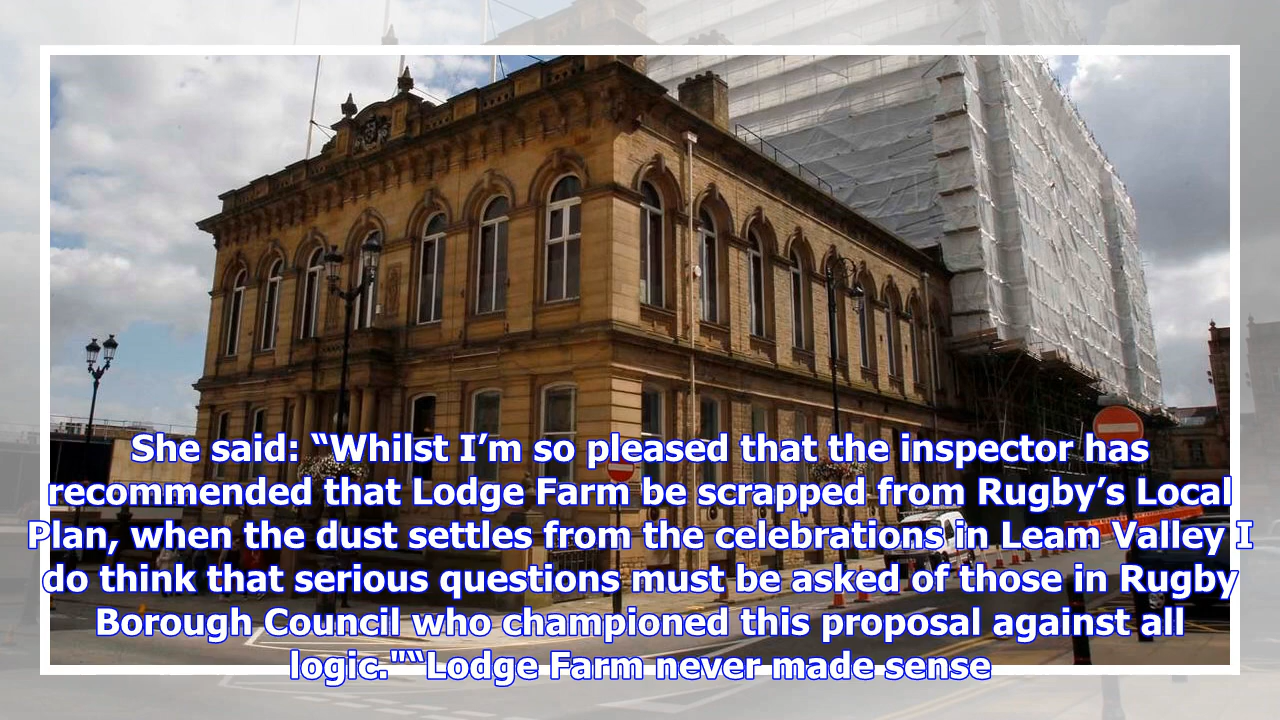 She said: “Whilst I’m so pleased that the inspector has
recommended that Lodge Farm be scrapped from Rugby’s Local
Plan, when the dust settles from the celebrations in Leam Valley I
do think that serious questions must be asked of those in Rugby
Borough Council who championed this proposal against all
logic."“Lodge Farm never made sense